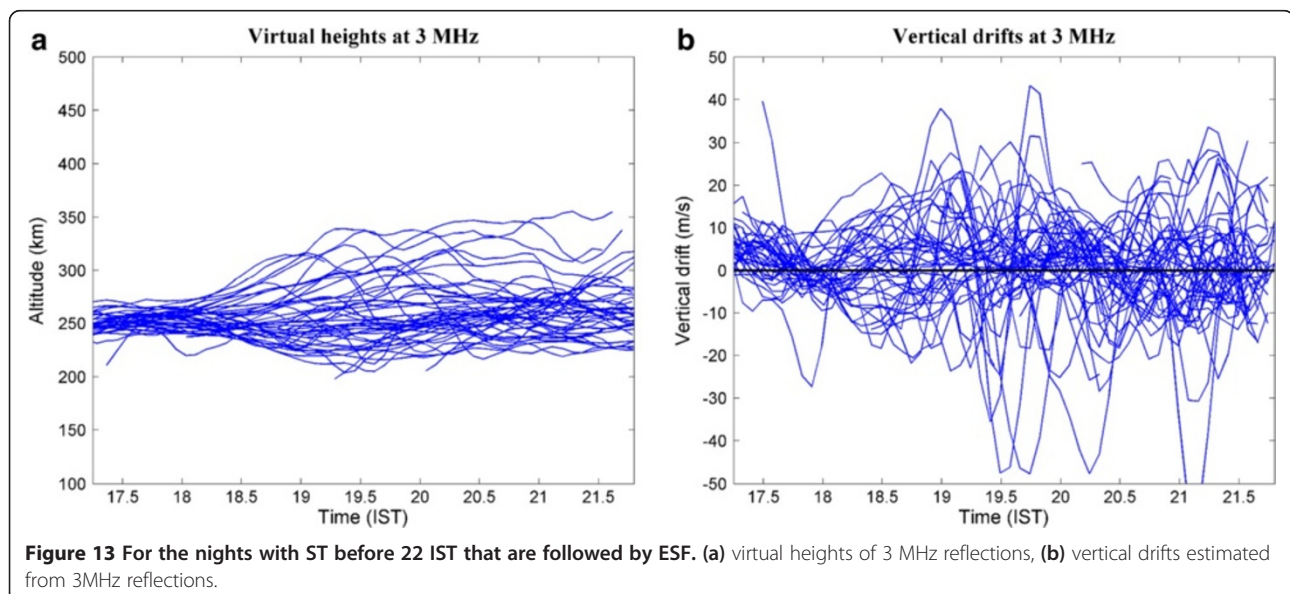 a
Virtual heights at 3 MHz
500
450
400
350
300
250
200
150
100
Altitude (km)
17.5 18 18.5 19 19.5 20 20.5 21 21.5
Time (IST)
b
Vertical drifts at 3 MHz
50
40
30
20
10
0
-10
-20
-30
-40
-50
Vertical drift (m/s)
17.5 18 18.5 19 19.5 20 20.5 21 21.5
Time (IST)
Figure 13 For the nights with ST before 22 IST that are followed by ESF. (a) virtual heights of 3 MHz reflections, (b) vertical drifts estimated
from 3MHz reflections.